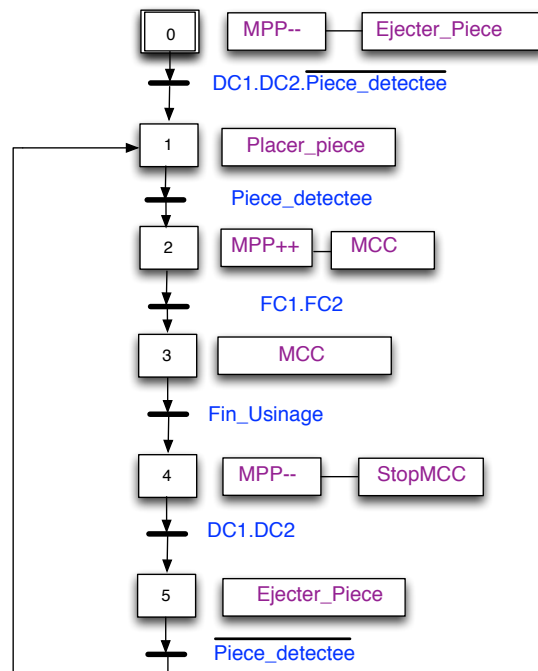 0 MPP-- Ejecter_Piece
DC1.DC2.Piece_detectee
1 Placer_piece
Piece_detectee
2 MPP++ MCC
FC1.FC2
3 MCC
Fin_Usinage
4 MPP-- StopMCC
DC1.DC2
5 Ejecter_Piece
Piece_detectee